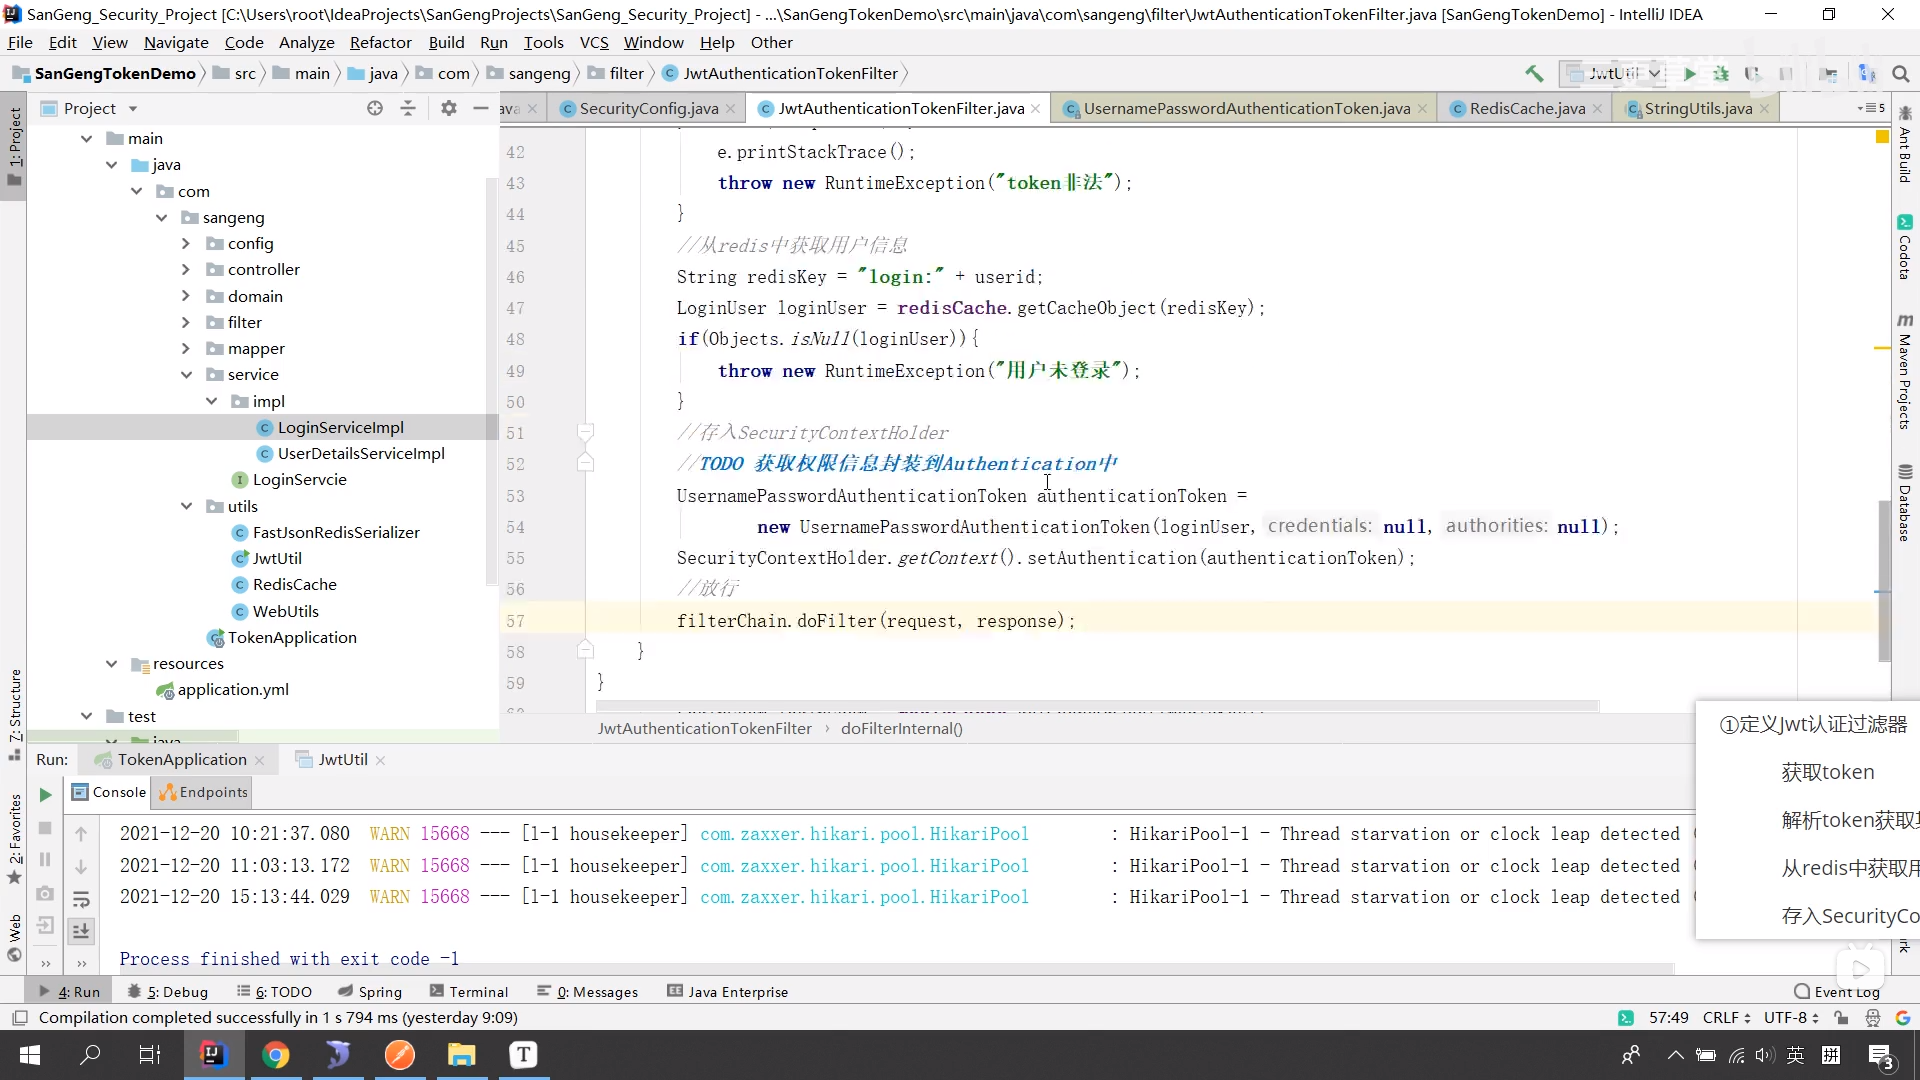 SanGeng_Security_Project [C:\Users\root\IdeaProjects\SanGengProjects\SanGeng_Security_Project] - ...\SanGengTokenDemo\src\main\java\com\sangeng\filter\JwtAuthenticationTokenFilter.java [SanGengTokenDemo] - IntelliJ IDEA
File Edit View Navigate Code Analyze Refactor Build Run Tools VCS Window Help Other
SanGengTokenDemo src main java com sangeng filter JwtAuthenticationTokenFilter JwtUtil
Project
SecurityConfig.java JwtAuthenticationTokenFilter.java UsernamePasswordAuthenticationToken.java RedisCache.java StringUtils.java 5
1: Project
main
java
com
sangeng
config
controller
domain
filter
mapper
service
impl
LoginServiceImpl
UserDetailsServiceImpl
LoginServcie
utils
FastJsonRedisSerializer
JwtUtil
RedisCache
WebUtils
TokenApplication
resources
application.yml
test
java
42 e.printStackTrace();
43 throw new RuntimeException("token非法");
44 }
45 //从redis中获取用户信息
46 String redisKey = "login:" + userid;
47 LoginUser loginUser = redisCache.getCacheObject(redisKey);
48 if(Objects.isNull(loginUser)){
49 throw new RuntimeException("用户未登录");
50 }
51 //存入SecurityContextHolder
52 //TODO 获取权限信息封装到Authentication中
53 UsernamePasswordAuthenticationToken authenticationToken =
54 new UsernamePasswordAuthenticationToken(loginUser, credentials: null, authorities: null);
55 SecurityContextHolder.getContext().setAuthentication(authenticationToken);
56 //放行
57 filterChain.doFilter(request, response);
58 }
59 }
JwtAuthenticationTokenFilter › doFilterInternal()
Ant Build
Codota
Maven Projects
Database
①定义Jwt认证过滤器
获取token
解析token获取
从redis中获取用
存入SecurityCo
Z: Structure
2: Favorites
Web
Run: TokenApplication JwtUtil
Console Endpoints
2021-12-20 10:21:37.080 WARN 15668 --- [l-1 housekeeper] com.zaxxer.hikari.pool.HikariPool : HikariPool-1 - Thread starvation or clock leap detected
2021-12-20 11:03:13.172 WARN 15668 --- [l-1 housekeeper] com.zaxxer.hikari.pool.HikariPool : HikariPool-1 - Thread starvation or clock leap detected
2021-12-20 15:13:44.029 WARN 15668 --- [l-1 housekeeper] com.zaxxer.hikari.pool.HikariPool : HikariPool-1 - Thread starvation or clock leap detected
Process finished with exit code -1
4: Run 5: Debug 6: TODO Spring Terminal 0: Messages Java Enterprise Event Log
Compilation completed successfully in 1 s 794 ms (yesterday 9:09) 57:49 CRLF UTF-8
英 拼 3